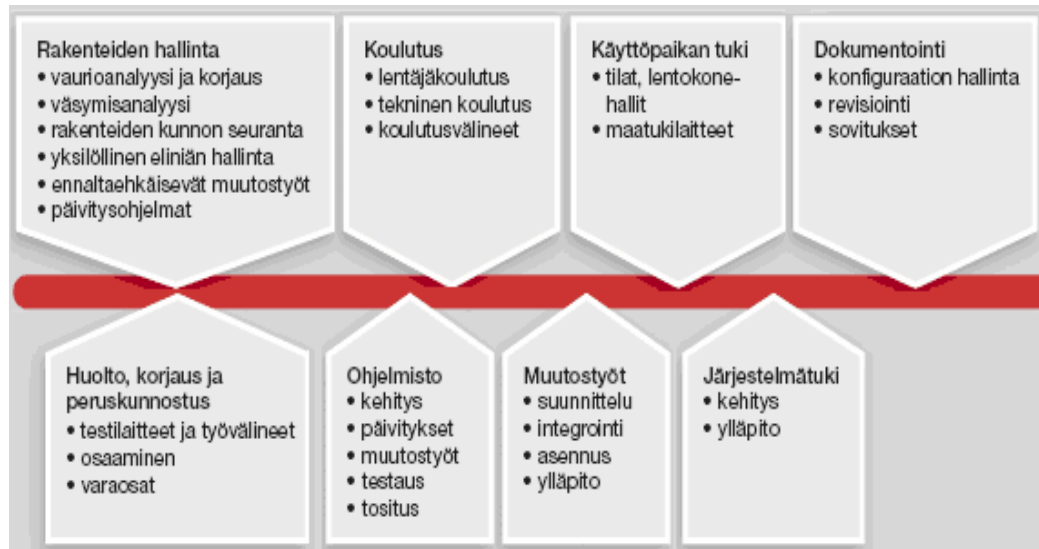 Rakenteiden hallinta
• vaurioanalyysi ja korjaus
• väsymisanalyysi
• rakenteiden kunnon seuranta
• yksilöllinen eliniän hallinta
• ennaltaehkäisevät muutostyöt
• päivitysohjelmat
Koulutus
• lentäjäkoulutus
• tekninen koulutus
• koulutusvälineet
Käyttöpaikan tuki
• tilat, lentokone-
hallit
• maatukilaitteet
Dokumentointi
• konfiguraation hallinta
• revisiointi
• sovitukset
Huolto, korjaus ja
peruskunnostus
• testilaitteet ja työvälineet
• osaaminen
• varaosat
Ohjelmisto
• kehitys
• päivitykset
• muutostyöt
• testaus
• tositus
Muutostyöt
• suunnittelu
• integrointi
• asennus
• ylläpito
Järjestelmätuki
• kehitys
• ylläpito